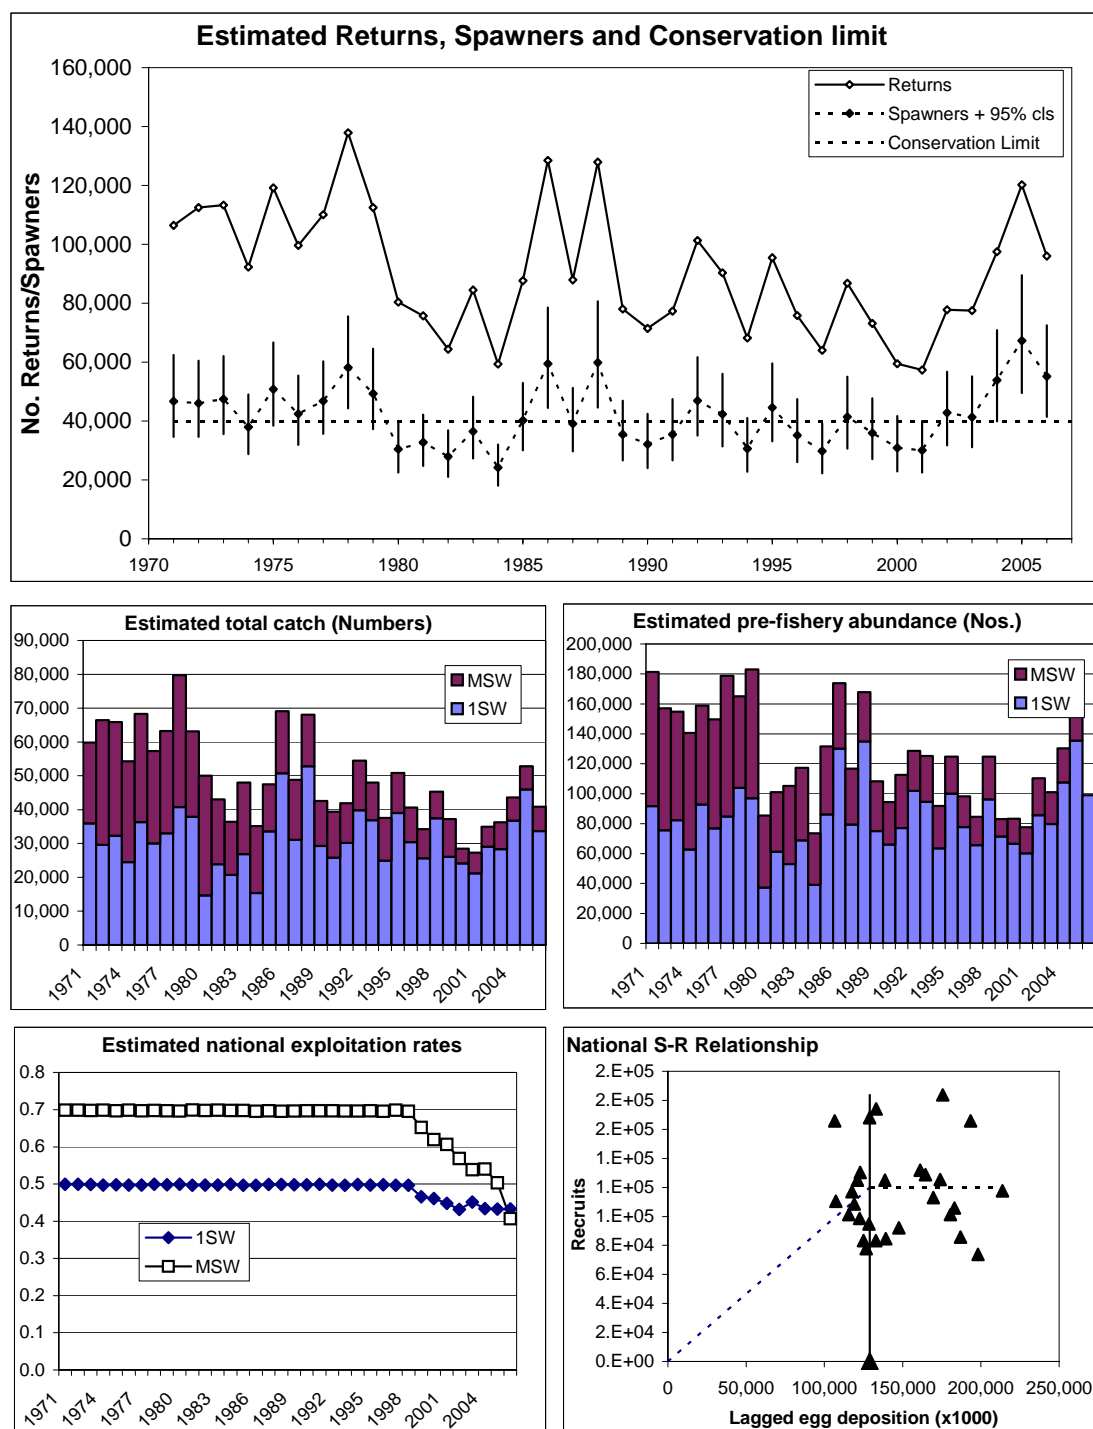 Estimated Returns, Spawners and Conservation limit
No. Returns/Spawners
160,000
140,000
120,000
100,000
80,000
60,000
40,000
20,000
0
Returns
Spawners + 95% cls
Conservation Limit
1970 1975 1980 1985 1990 1995 2000 2005
Estimated total catch (Numbers)
90,000
80,000
70,000
60,000
50,000
40,000
30,000
20,000
10,000
0
MSW
1SW
1971 1974 1977 1980 1983 1986 1989 1992 1995 1998 2001 2004
Estimated pre-fishery abundance (Nos.)
200,000
180,000
160,000
140,000
120,000
100,000
80,000
60,000
40,000
20,000
0
MSW
1SW
1971 1974 1977 1980 1983 1986 1989 1992 1995 1998 2001 2004
Estimated national exploitation rates
0.8
0.7
0.6
0.5
0.4
0.3
0.2
0.1
0.0
1SW
MSW
1971 1974 1977 1980 1983 1986 1989 1992 1995 1998 2001 2004
National S-R Relationship
Recruits
2.E+05
2.E+05
2.E+05
1.E+05
1.E+05
1.E+05
8.E+04
6.E+04
4.E+04
2.E+04
0.E+00
0 50,000 100,000 150,000 200,000 250,000
Lagged egg deposition (x1000)